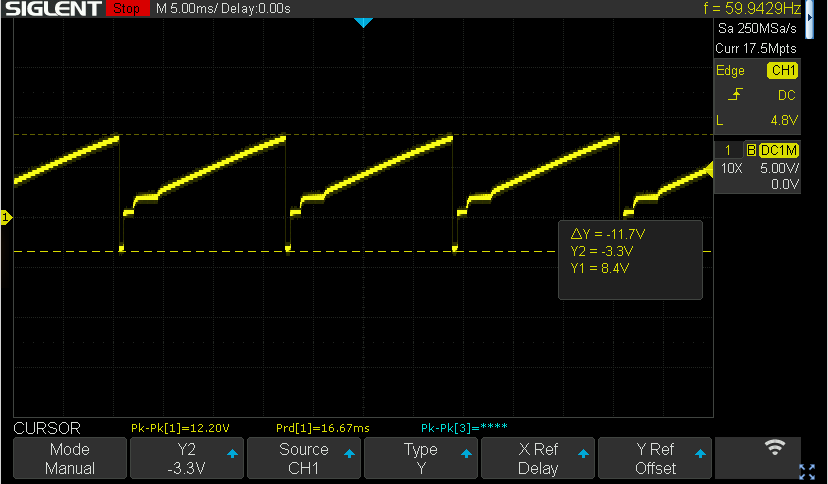 SIGLENT Stop M 5.00ms/ Delay:0.00s f = 59.9429Hz
Sa 250MSa/s
Curr 17.5Mpts
Edge CH1
DC
L 4.8V
1 B DC1M
10X 5.00V/
0.0V
1
ΔY = -11.7V
Y2 = -3.3V
Y1 = 8.4V
CURSOR Pk-Pk[1]=12.20V Prd[1]=16.67ms Pk-Pk[3]=****
Mode
Manual
Y2
-3.3V
Source
CH1
Type
Y
X Ref
Delay
Y Ref
Offset